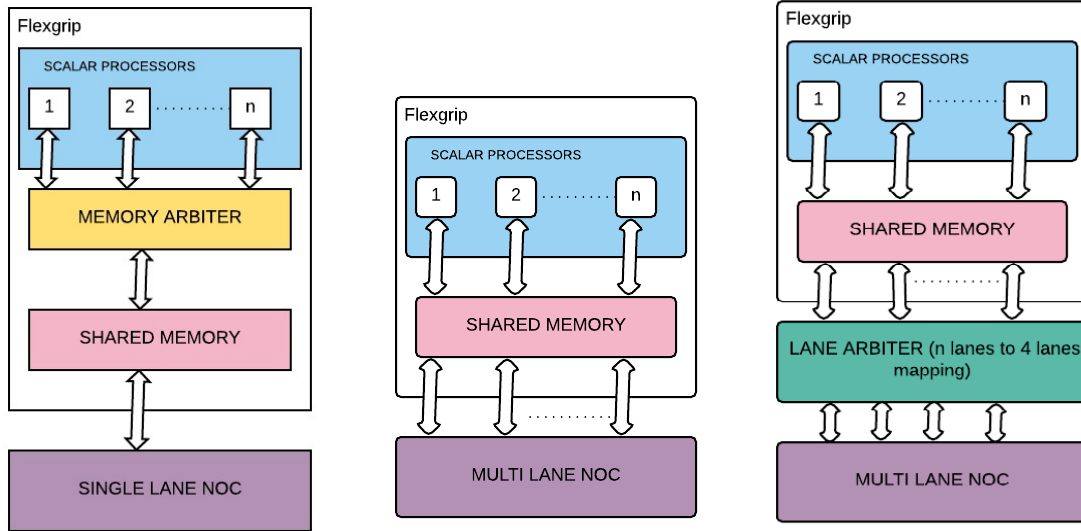 Flexgrip
SCALAR PROCESSORS
1 2 ......... n
MEMORY ARBITER
SHARED MEMORY
SINGLE LANE NOC
Flexgrip
SCALAR PROCESSORS
1 2 ......... n
SHARED MEMORY
.........
MULTI LANE NOC
Flexgrip
SCALAR PROCESSORS
1 2 ......... n
SHARED MEMORY
.........
LANE ARBITER (n lanes to 4 lanes
mapping)
MULTI LANE NOC